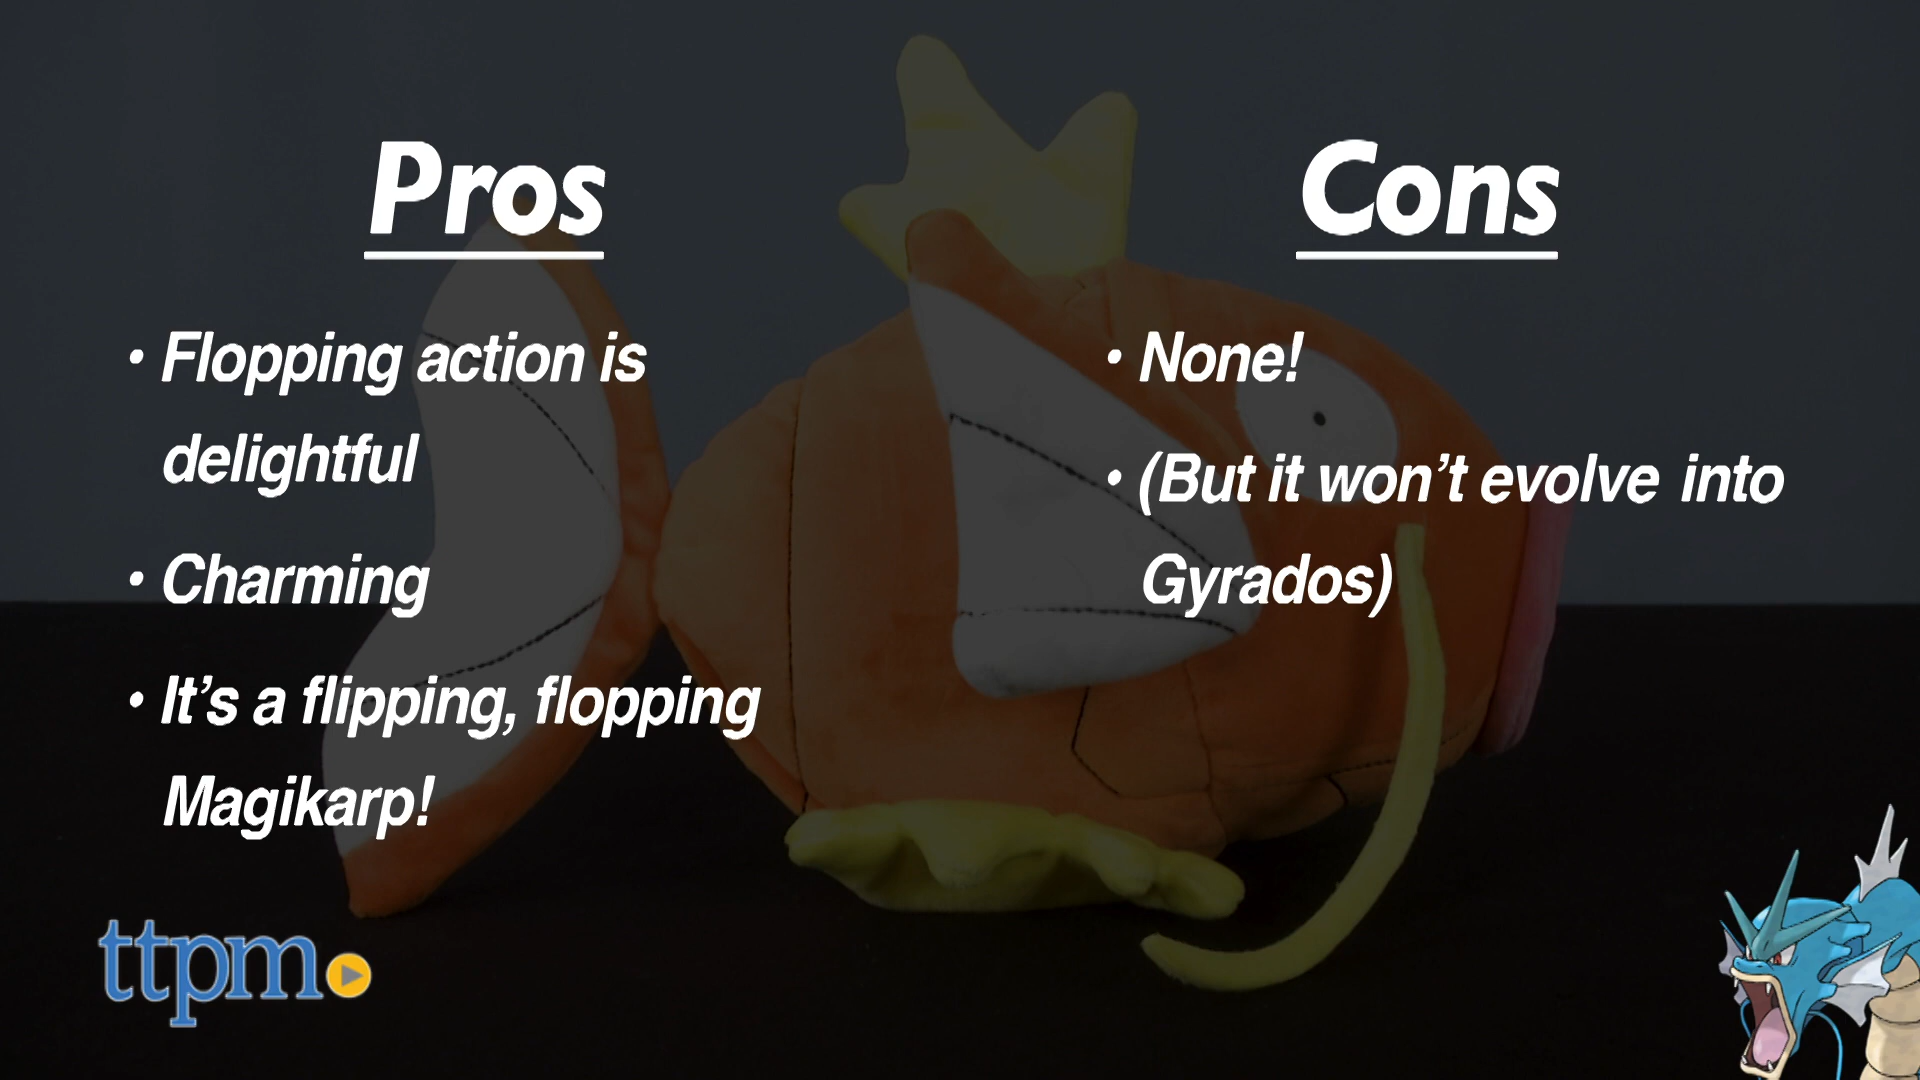 Pros
• Flopping action is
delightful
• Charming
• It’s a flipping, flopping
Magikarp!
Cons
• None!
• (But it won’t evolve into
Gyrados)
ttpm